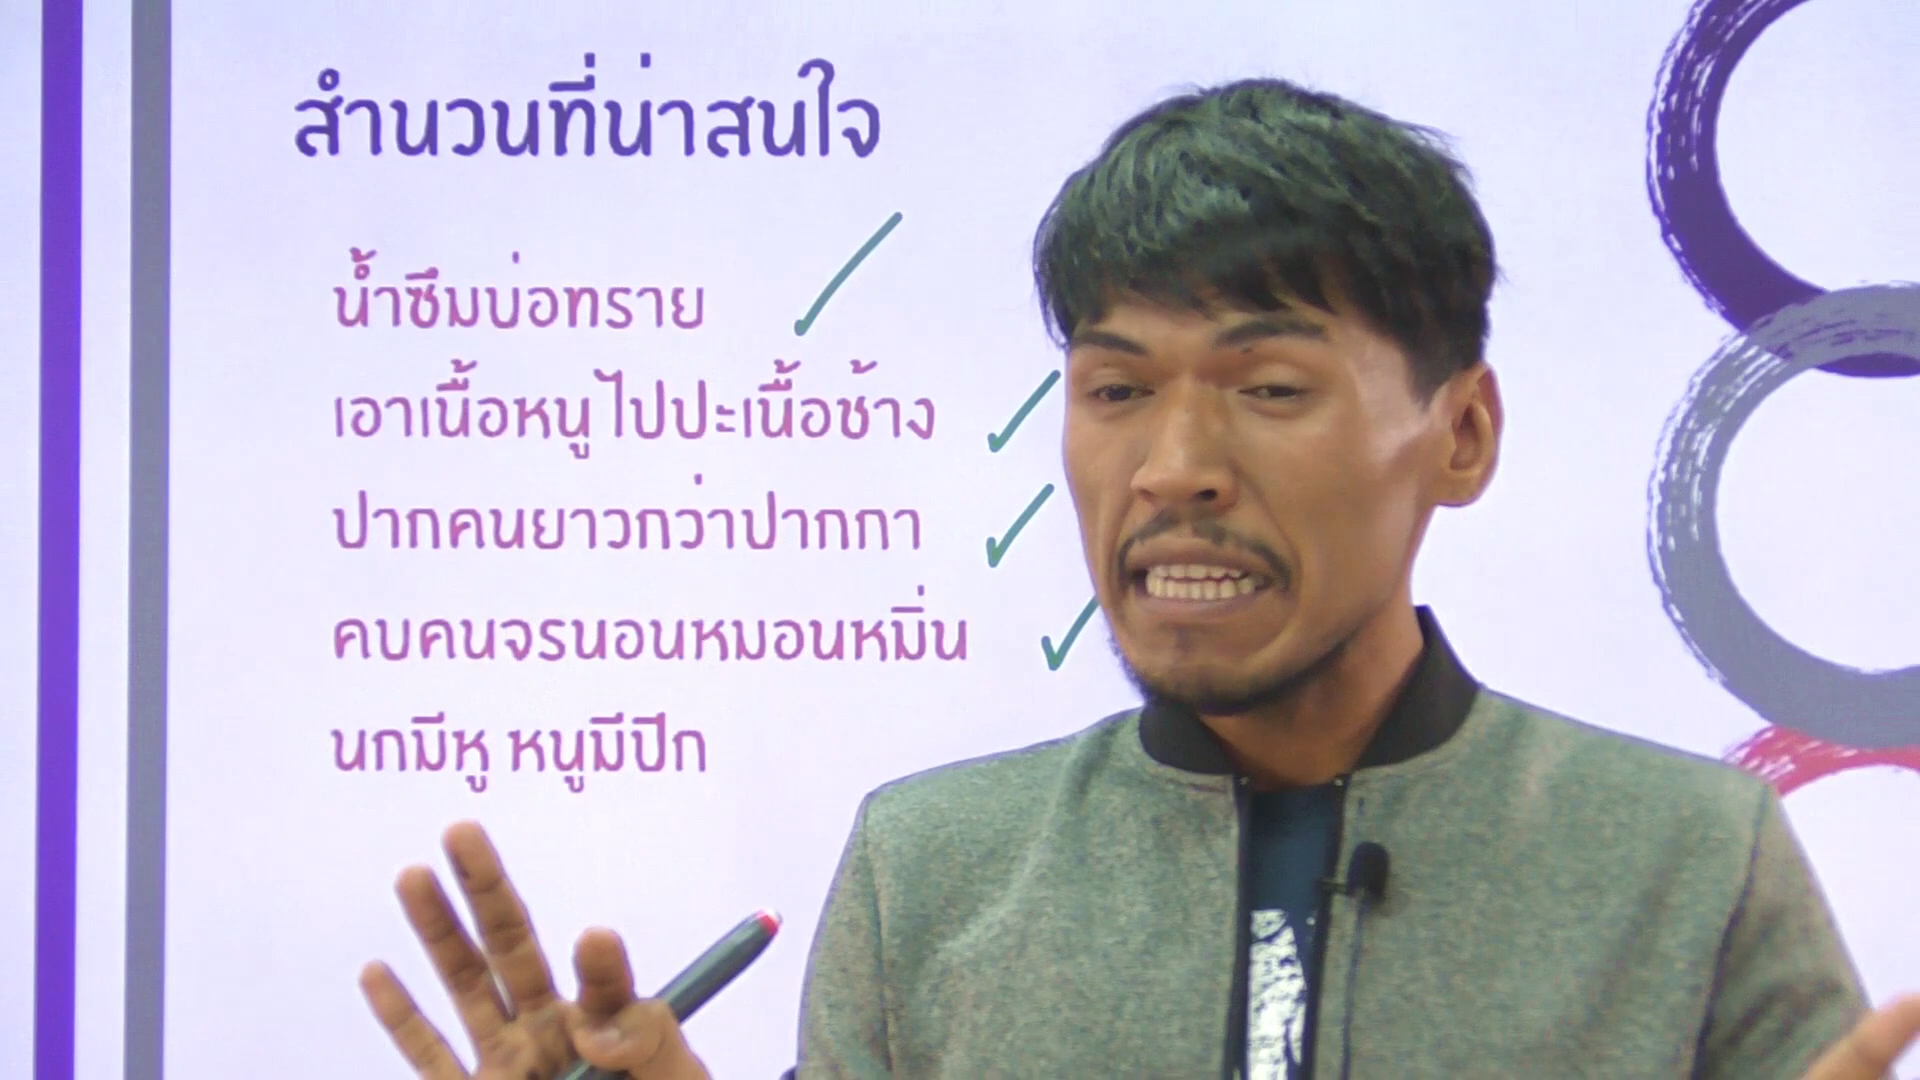 สำนวนที่น่าสนใจ
น้ำซึมบ่อทราย
เอาเนื้อหนู ไปปะเนื้อช้าง
ปากคนยาวกว่าปากกา
คบคนจรนอนหมอนหมิ่น
นกมีหู หนูมีปีก